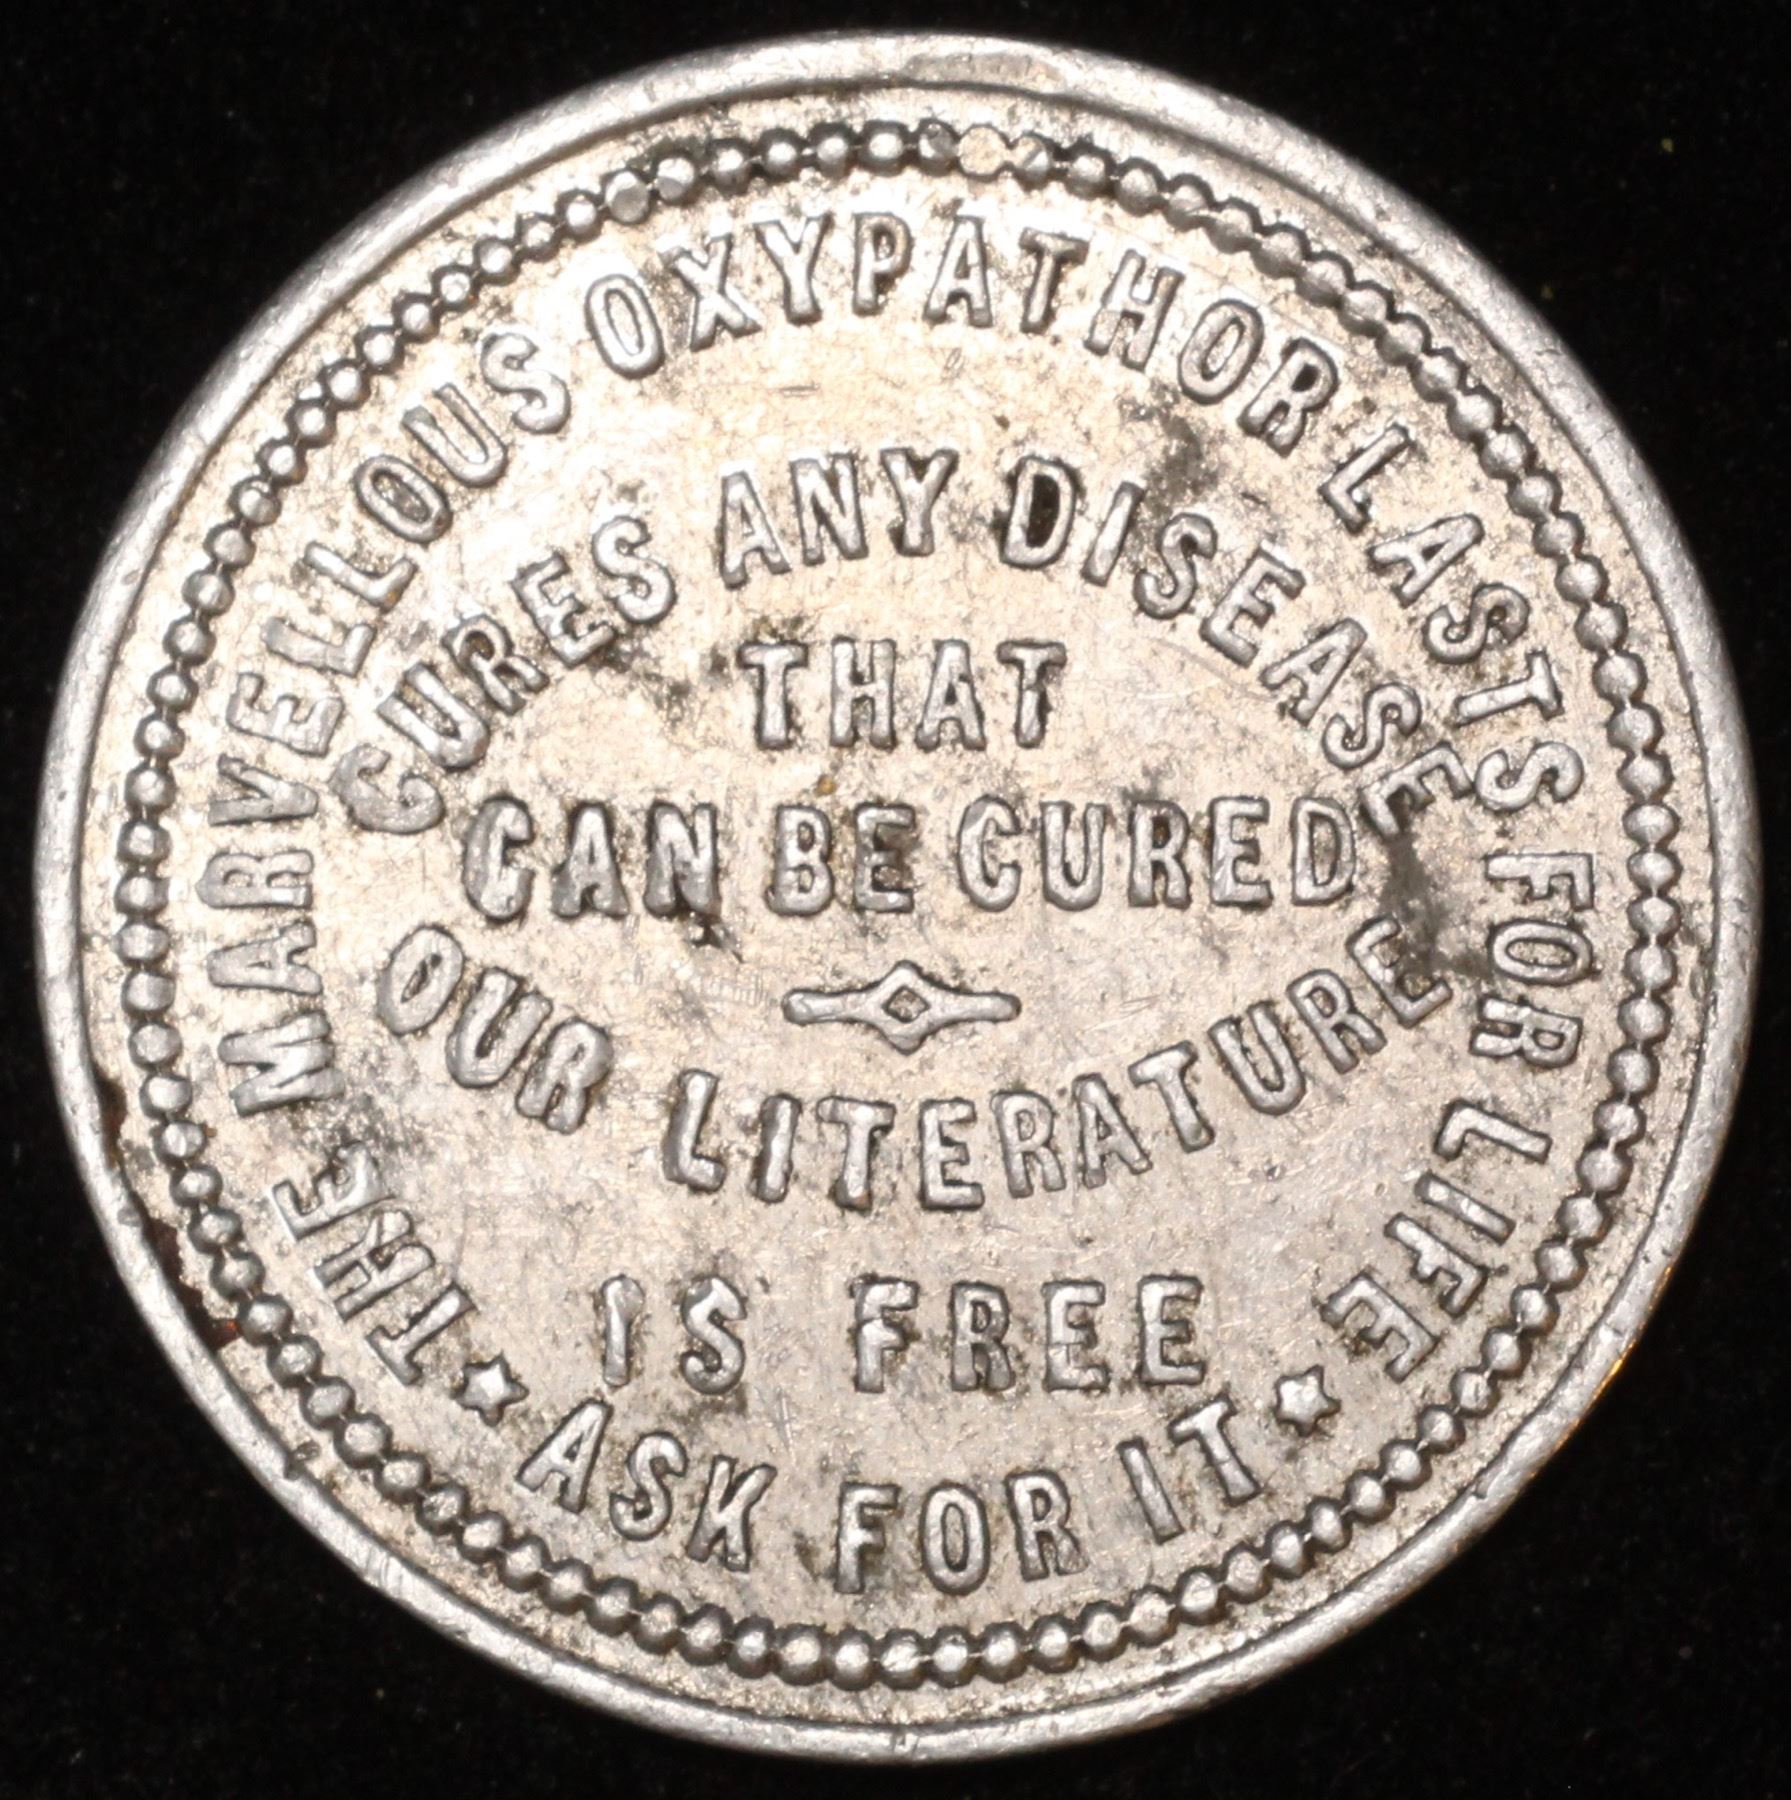 THE MARVELLOUS OXYPATHOR LASTS FOR LIFE
CURES ANY DISEASE
THAT
CAN BE CURED
OUR LITERATURE
IS FREE
ASK FOR IT